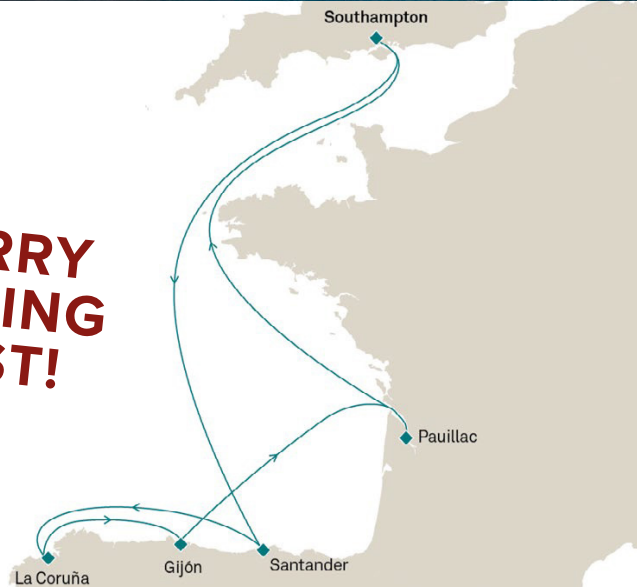 Southampton
RRY
ING
ST!
Pauillac
Gijón
Santander
La Coruña